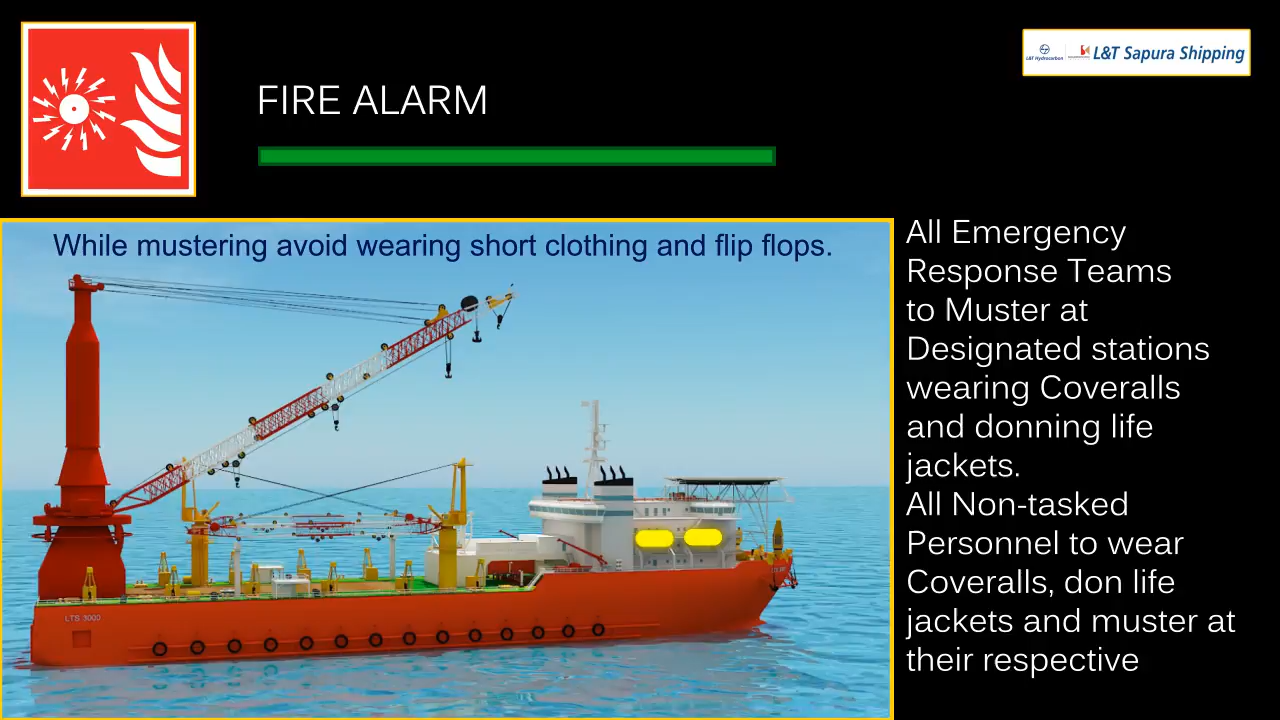 L&T Hydrocarbon
L&T Sapura Shipping
FIRE ALARM
While mustering avoid wearing short clothing and flip flops.
LTS 3000
All Emergency
Response Teams
to Muster at
Designated stations
wearing Coveralls
and donning life
jackets.
All Non-tasked
Personnel to wear
Coveralls, don life
jackets and muster at
their respective